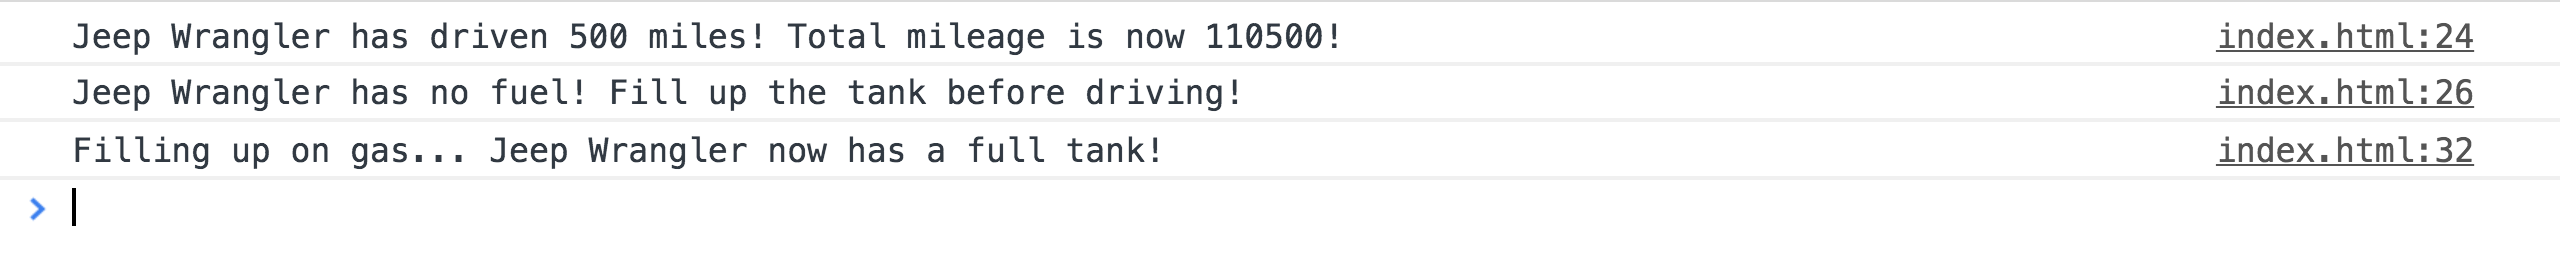 Jeep Wrangler has driven 500 miles! Total mileage is now 110500! index.html:24
Jeep Wrangler has no fuel! Fill up the tank before driving! index.html:26
Filling up on gas... Jeep Wrangler now has a full tank! index.html:32